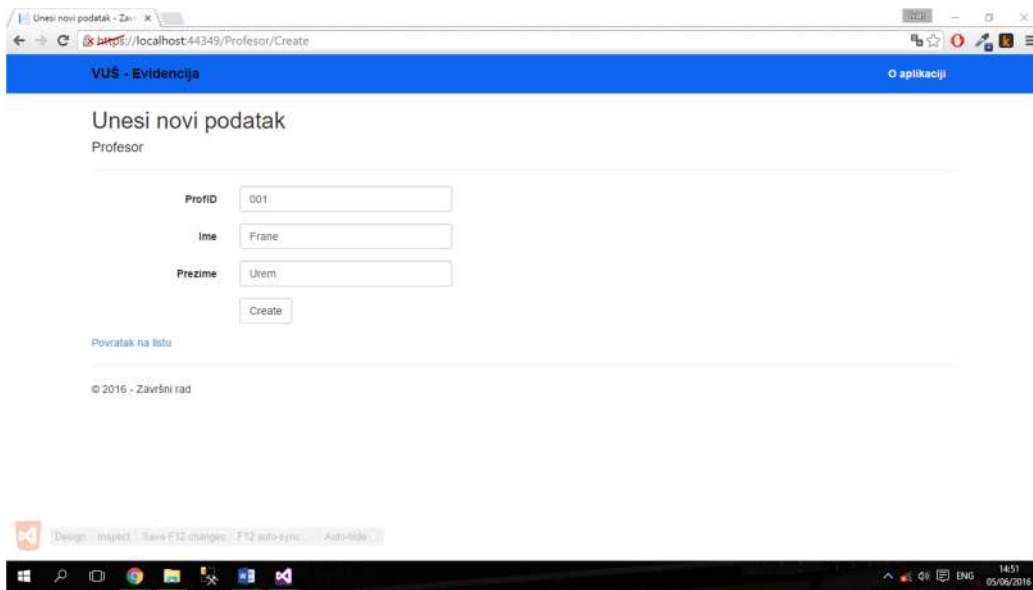 Unesi novi podatak - Zavr
https://localhost:44349/Profesor/Create
VUŠ - Evidencija
O aplikaciji
Unesi novi podatak
Profesor
ProfID 001
Ime Frane
Prezime Urem
Create
Povratak na listu
© 2016 - Završni rad
Design Inspect Save F12 changes F12 auto-sync Auto-hide
ENG 14:51
05/06/2016